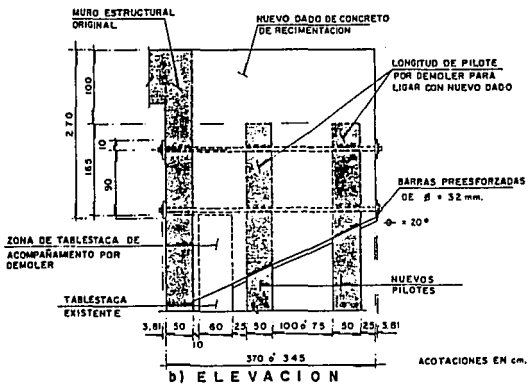 MURO ESTRUCTURAL
ORIGINAL
NUEVO DADO DE CONCRETO
DE RECIMENTACION
LONGITUD DE PILOTE
POR DEMOLER PARA
LIGAR CON NUEVO DADO
100
270
10
165
90
BARRAS PREESFORZADAS
DE Ø = 32 mm.
θ = 20°
ZONA DE TABLESTACA DE
ACOMPAÑAMIENTO POR
DEMOLER
TABLESTACA
EXISTENTE
NUEVOS
PILOTES
3.81 50 60 25 50 100 ó 75 50 25 3.81
10
370 ó 345
ACOTACIONES EN cm.
b) ELEVACION